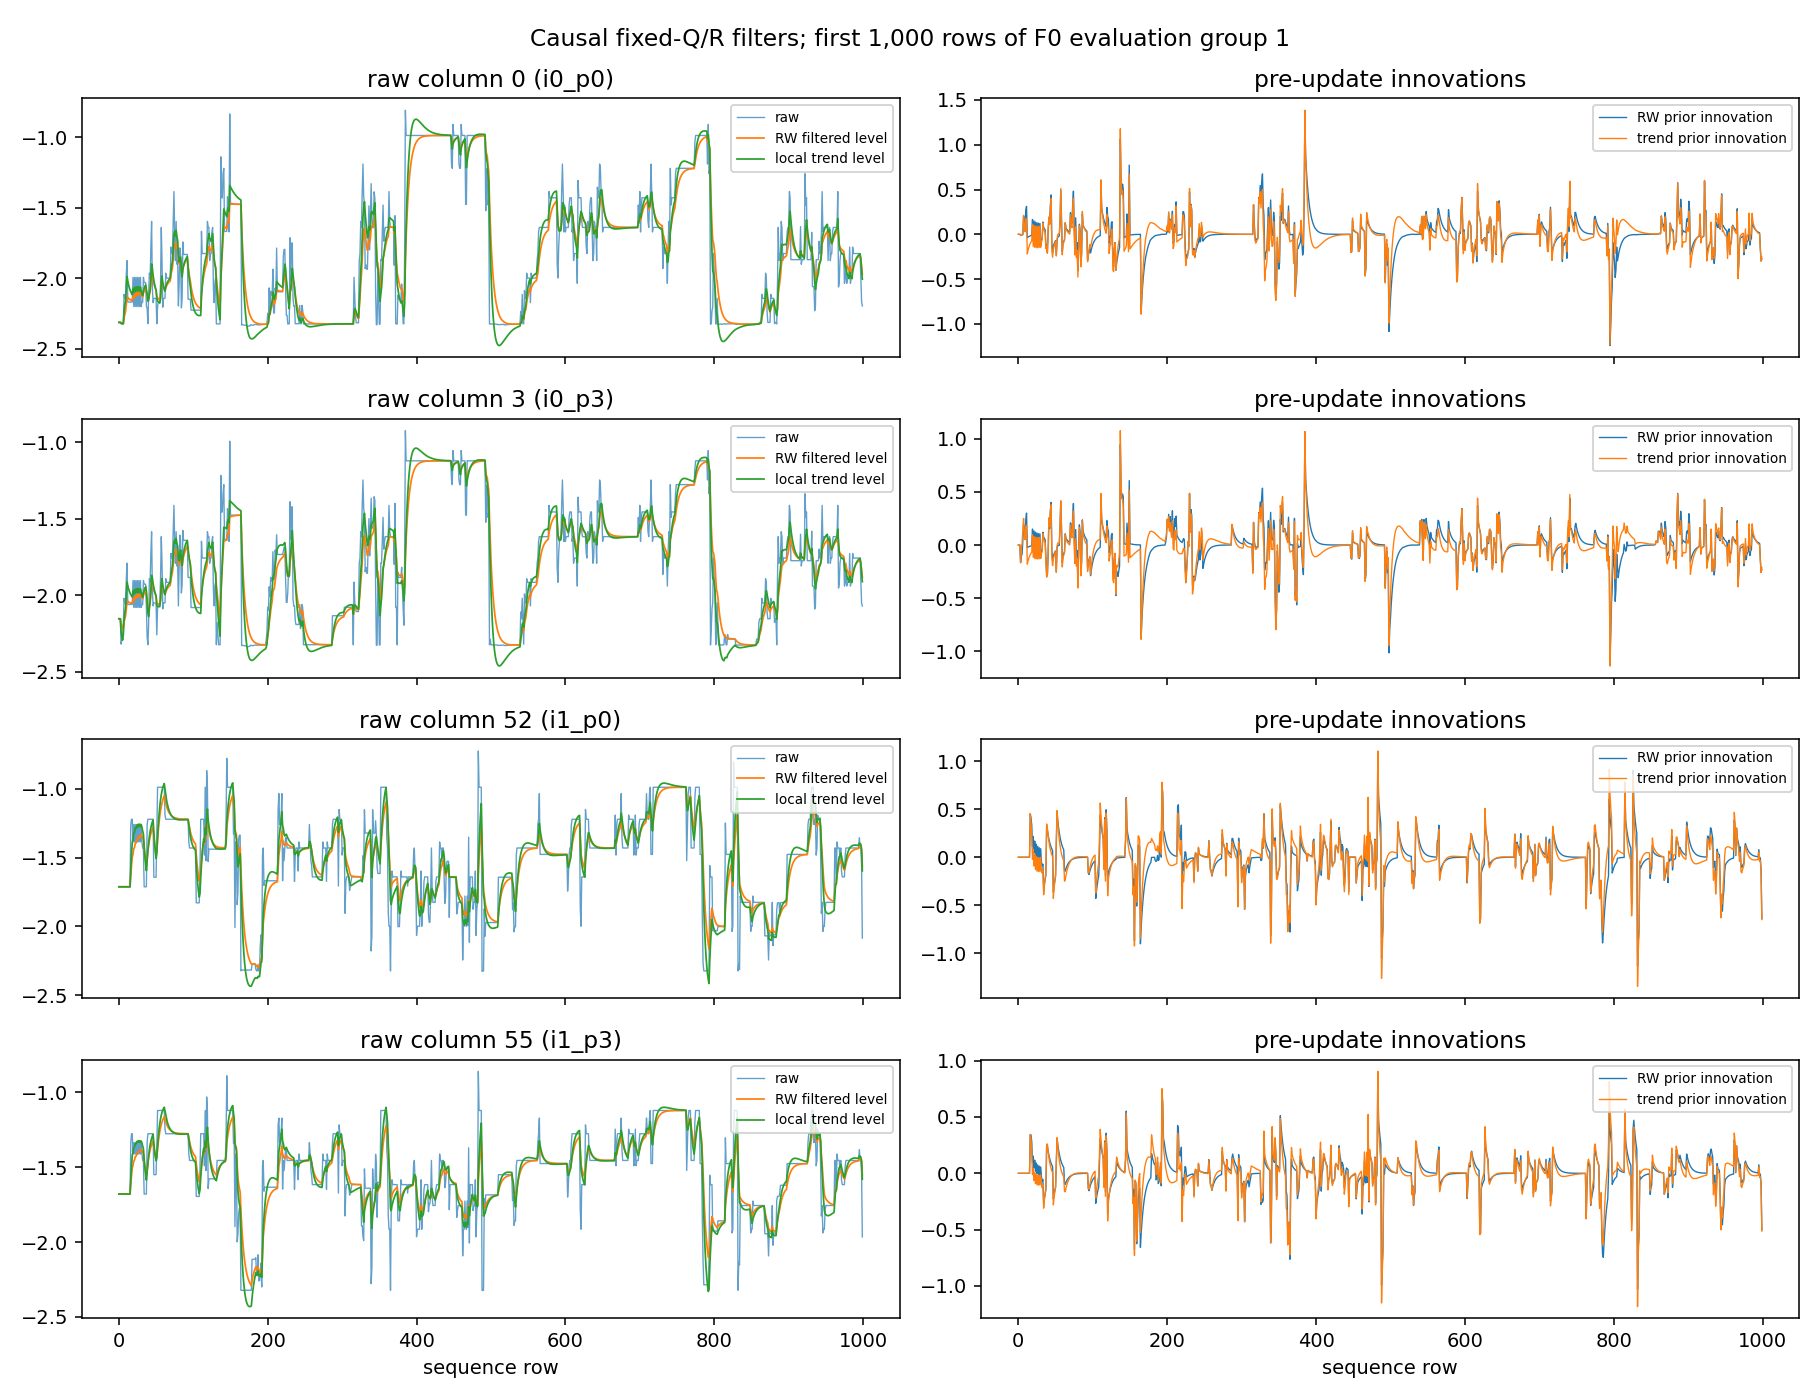 Causal fixed-Q/R filters; first 1,000 rows of F0 evaluation group 1
raw column 0 (i0_p0)
−1.0
−1.5
−2.0
−2.5
raw
RW filtered level
local trend level
pre-update innovations
1.5
1.0
0.5
0.0
−0.5
−1.0
RW prior innovation
trend prior innovation
raw column 3 (i0_p3)
−1.0
−1.5
−2.0
−2.5
raw
RW filtered level
local trend level
pre-update innovations
1.0
0.5
0.0
−0.5
−1.0
RW prior innovation
trend prior innovation
raw column 52 (i1_p0)
−1.0
−1.5
−2.0
−2.5
raw
RW filtered level
local trend level
pre-update innovations
1.0
0.5
0.0
−0.5
−1.0
RW prior innovation
trend prior innovation
raw column 55 (i1_p3)
−1.0
−1.5
−2.0
−2.5
raw
RW filtered level
local trend level
0 200 400 600 800 1000
sequence row
pre-update innovations
1.0
0.5
0.0
−0.5
−1.0
RW prior innovation
trend prior innovation
0 200 400 600 800 1000
sequence row